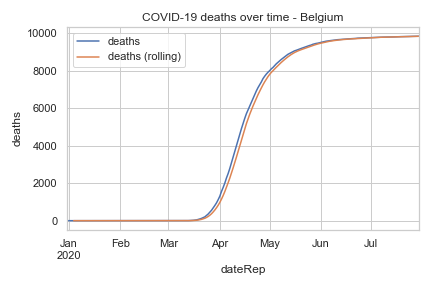 COVID-19 deaths over time - Belgium
deaths
deaths (rolling)
deaths
10000
8000
6000
4000
2000
0
Jan Feb Mar Apr May Jun Jul
2020
dateRep